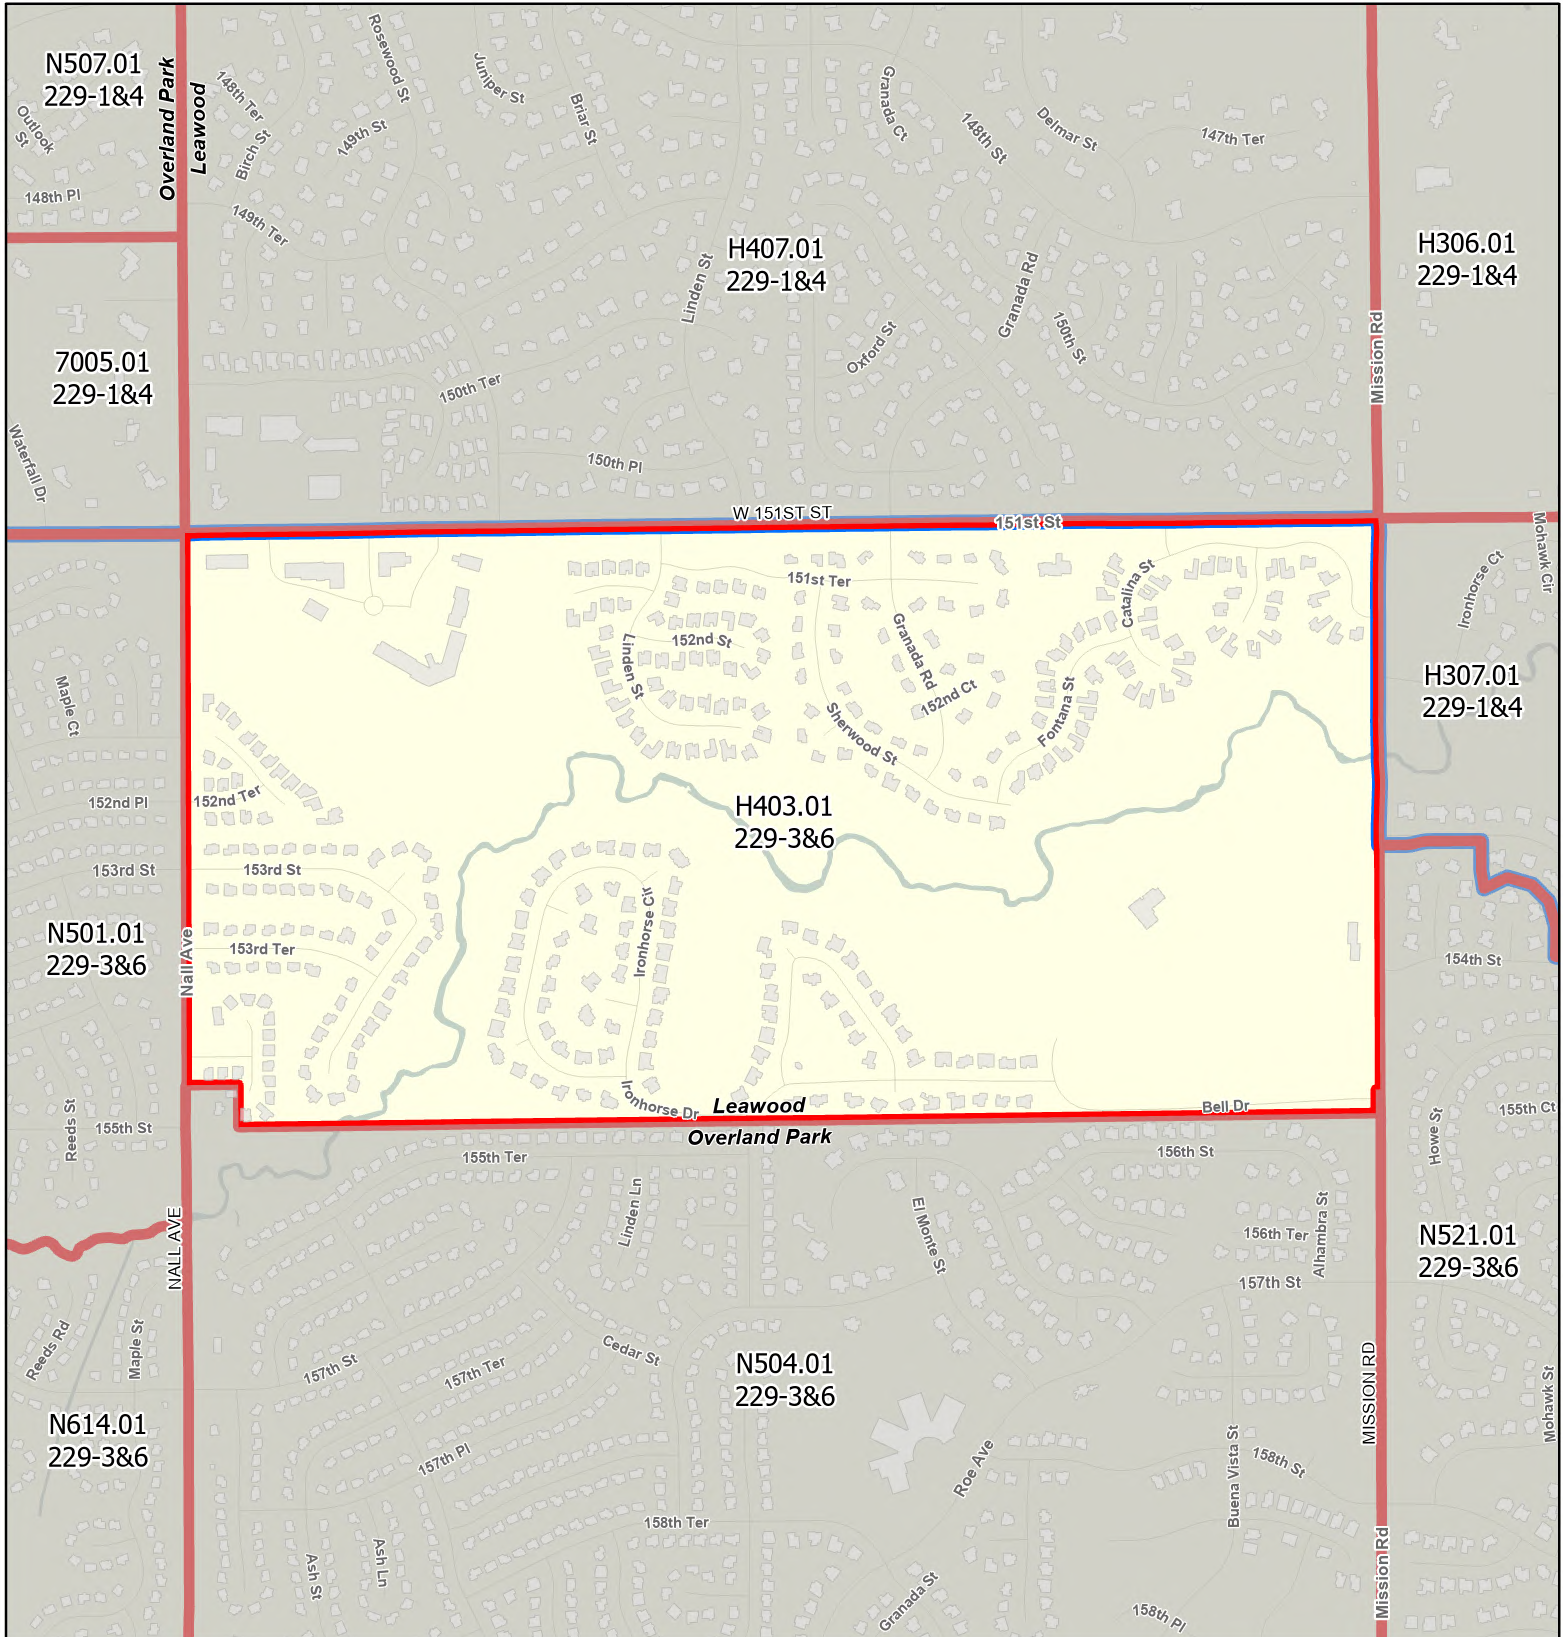 N507.01
229-1&4
Overland Park
Leawood
Outlook
St
148th Pl
148th Ter
Birch St
149th St
149th Ter
Rosewood St
Juniper St
Briar St
Granada Ct
148th St
Delmar St
147th Ter
H407.01
229-1&4
H306.01
229-1&4
Linden St
Granada Rd
Oxford St
150th St
Mission Rd
7005.01
229-1&4
Waterfall Dr
150th Ter
150th Pl
W 151ST ST
151st St
Mohawk Cir
Ironhorse Ct
151st Ter
Catalina St
152nd St
Linden St
Granada Rd
152nd Ct
Fontana St
Sherwood St
Maple Ct
H307.01
229-1&4
152nd Pl
152nd Ter
H403.01
229-3&6
153rd St
153rd St
Ironhorse Cir
N501.01
229-3&6
Nall Ave
153rd Ter
154th St
Reeds St
155th St
Ironhorse Dr
Leawood
Overland Park
Bell Dr
155th Ct
Howe St
155th Ter
156th St
Linden Ln
El Monte St
Alhambra St
156th Ter
157th St
NALL AVE
N521.01
229-3&6
Reeds Rd
Maple St
157th St
157th Ter
Cedar St
N504.01
229-3&6
MISSION RD
Mohawk St
N614.01
229-3&6
157th Pl
Roe Ave
Buena Vista St
158th St
158th Ter
Ash St
Ash Ln
Granada St
158th Pl
Mission Rd